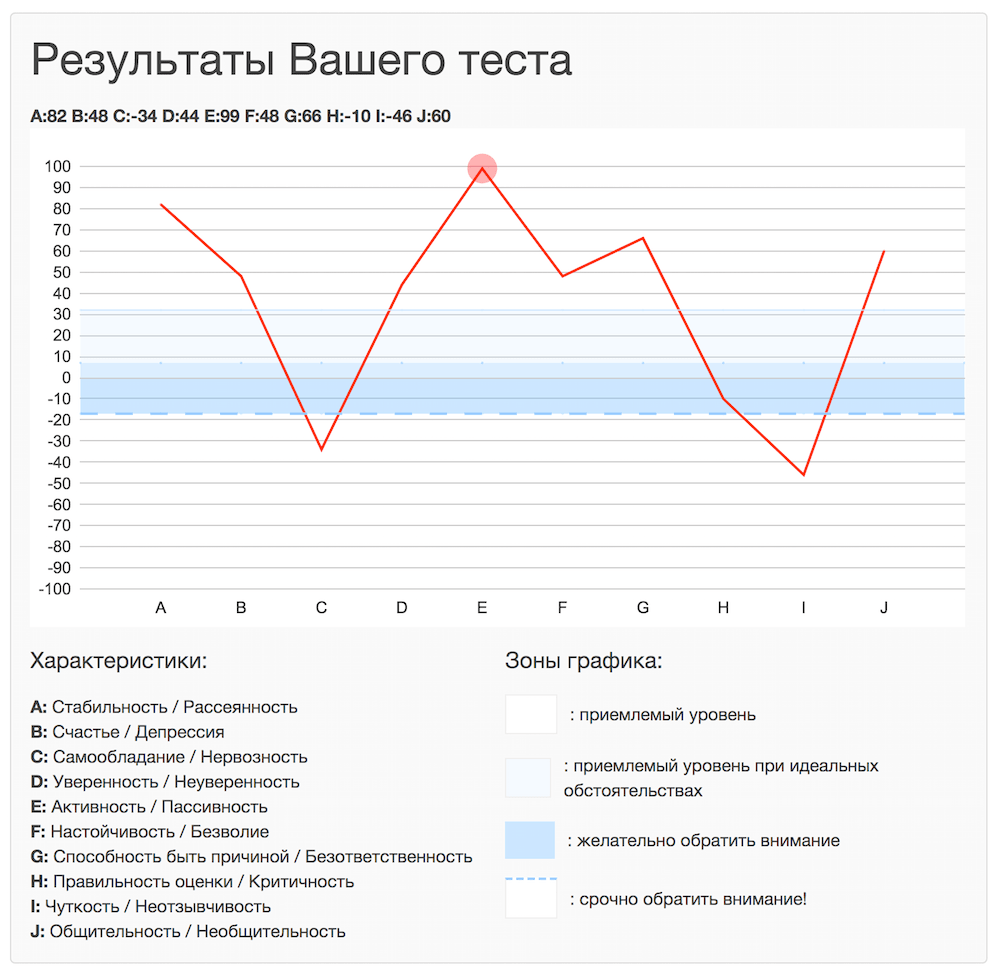 Результаты Вашего теста
A:82 B:48 C:-34 D:44 E:99 F:48 G:66 H:-10 I:-46 J:60
100
90
80
70
60
50
40
30
20
10
0
-10
-20
-30
-40
-50
-60
-70
-80
-90
-100
A B C D E F G H I J
Характеристики:
A: Стабильность / Рассеянность
B: Счастье / Депрессия
C: Самообладание / Нервозность
D: Уверенность / Неуверенность
E: Активность / Пассивность
F: Настойчивость / Безволие
G: Способность быть причиной / Безответственность
H: Правильность оценки / Критичность
I: Чуткость / Неотзывчивость
J: Общительность / Необщительность
Зоны графика:
: приемлемый уровень
: приемлемый уровень при идеальных
обстоятельствах
: желательно обратить внимание
: срочно обратить внимание!